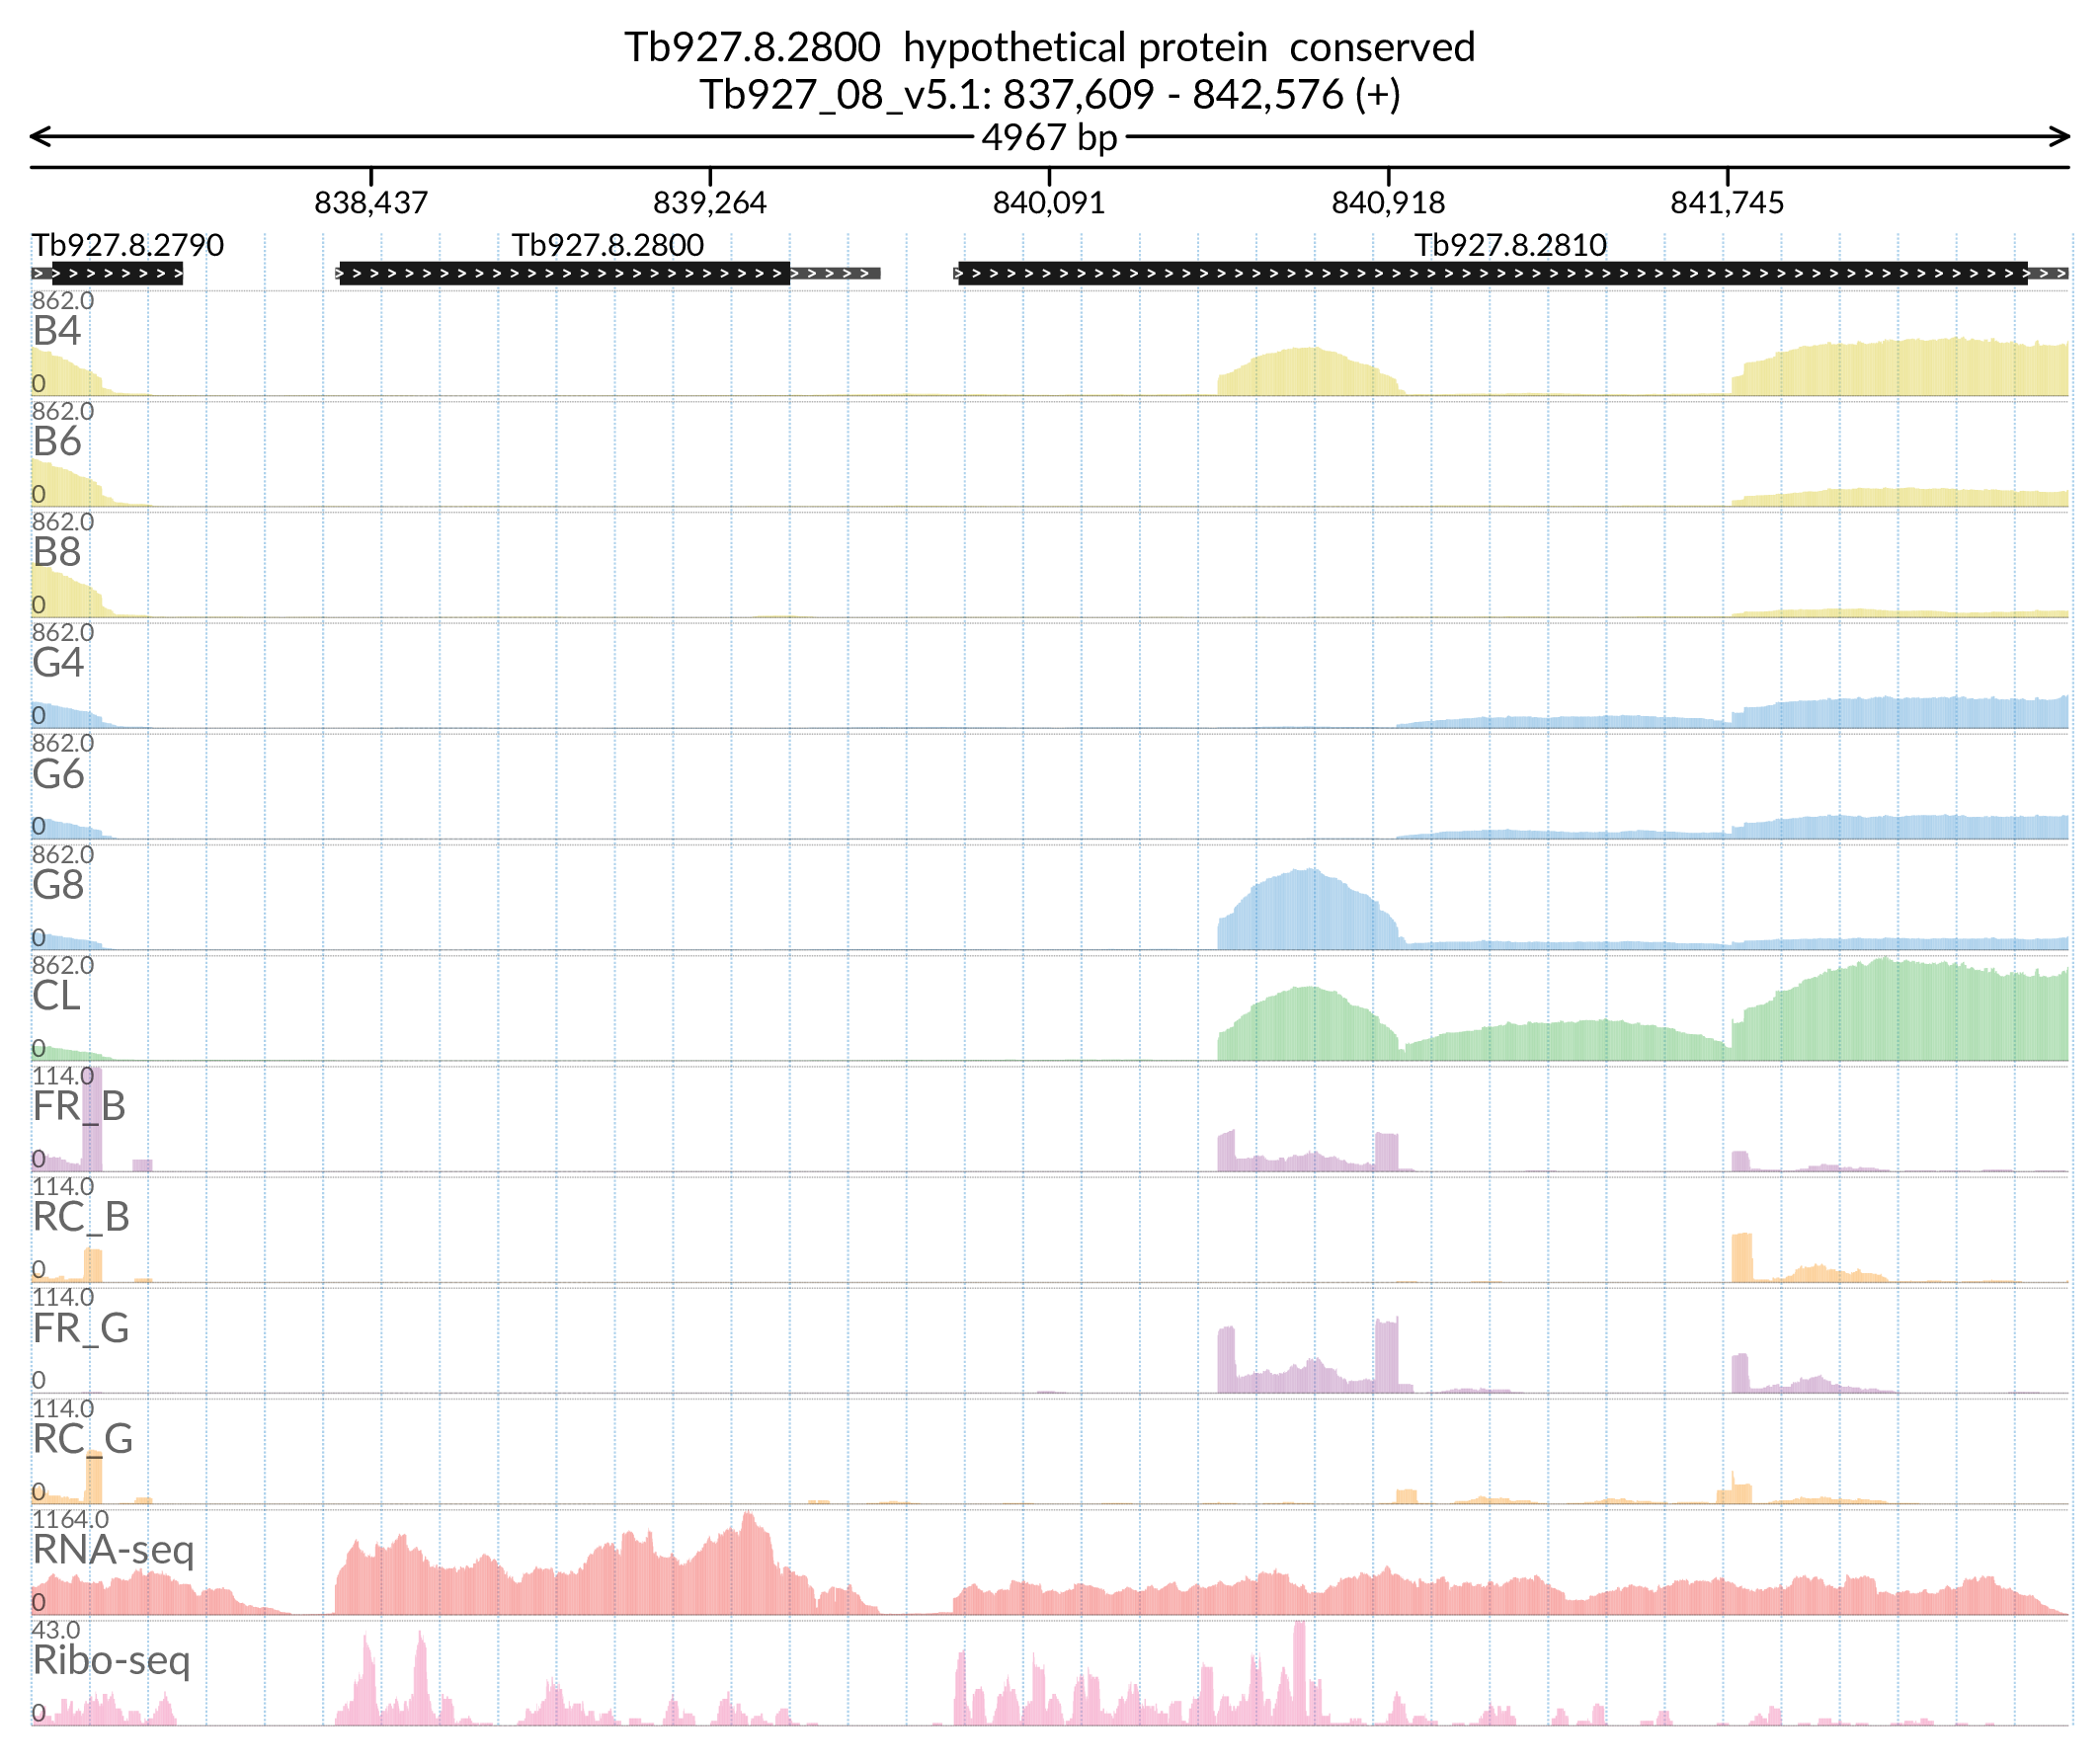 Tb927.8.2800  hypothetical protein  conserved
Tb927_08_v5.1: 837,609 - 842,576 (+)
4967 bp
838,437 839,264 840,091 840,918 841,745
Tb927.8.2790 Tb927.8.2800 Tb927.8.2810
862.0
B4
0
862.0
B6
0
862.0
B8
0
862.0
G4
0
862.0
G6
0
862.0
G8
0
862.0
CL
0
114.0
FR_B
0
114.0
RC_B
0
114.0
FR_G
0
114.0
RC_G
0
1164.0
RNA-seq
0
43.0
Ribo-seq
0